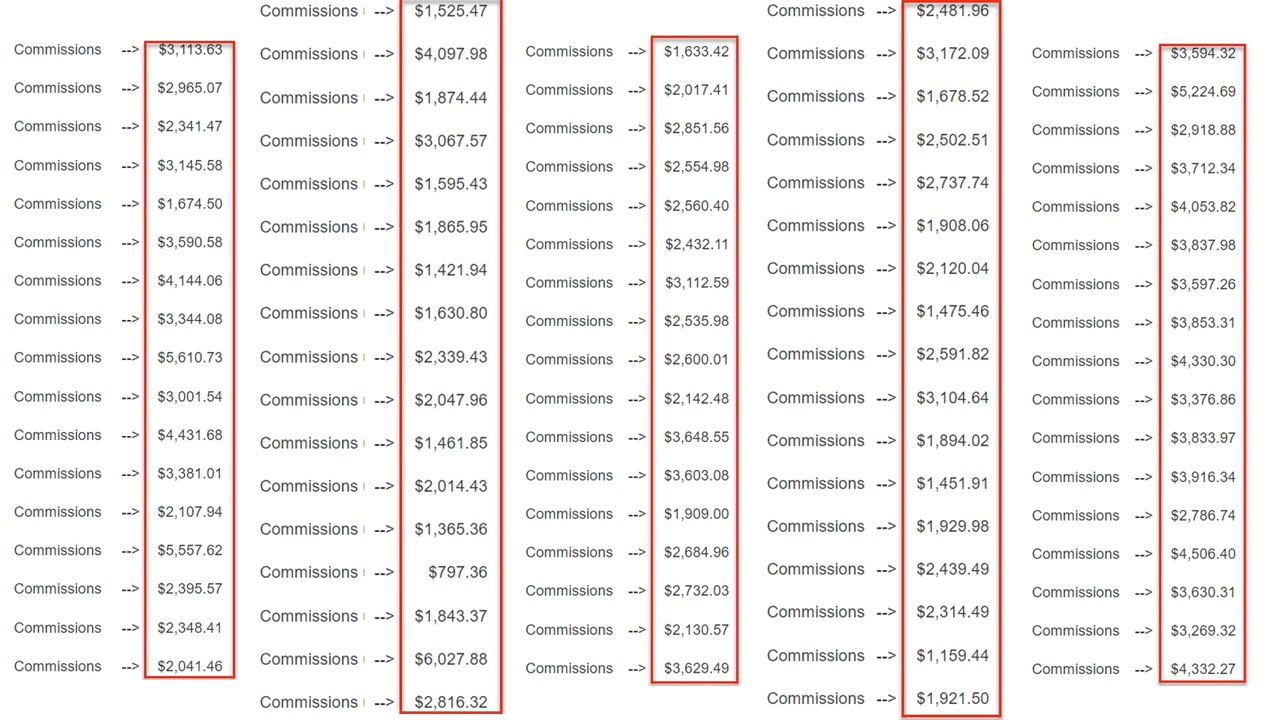 Commissions --> $3,113.63
Commissions --> $2,965.07
Commissions --> $2,341.47
Commissions --> $3,145.58
Commissions --> $1,674.50
Commissions --> $3,590.58
Commissions --> $4,144.06
Commissions --> $3,344.08
Commissions --> $5,610.73
Commissions --> $3,001.54
Commissions --> $4,431.68
Commissions --> $3,381.01
Commissions --> $2,107.94
Commissions --> $5,557.62
Commissions --> $2,395.57
Commissions --> $2,348.41
Commissions --> $2,041.46
Commissions --> $1,525.47
Commissions --> $4,097.98
Commissions --> $1,874.44
Commissions --> $3,067.57
Commissions --> $1,595.43
Commissions --> $1,865.95
Commissions --> $1,421.94
Commissions --> $1,630.80
Commissions --> $2,339.43
Commissions --> $2,047.96
Commissions --> $1,461.85
Commissions --> $2,014.43
Commissions --> $1,365.36
Commissions --> $797.36
Commissions --> $1,843.37
Commissions --> $6,027.88
Commissions --> $2,816.32
Commissions --> $1,633.42
Commissions --> $2,017.41
Commissions --> $2,851.56
Commissions --> $2,554.98
Commissions --> $2,560.40
Commissions --> $2,432.11
Commissions --> $3,112.59
Commissions --> $2,535.98
Commissions --> $2,600.01
Commissions --> $2,142.48
Commissions --> $3,648.55
Commissions --> $3,603.08
Commissions --> $1,909.00
Commissions --> $2,684.96
Commissions --> $2,732.03
Commissions --> $2,130.57
Commissions --> $3,629.49
Commissions --> $2,481.96
Commissions --> $3,172.09
Commissions --> $1,678.52
Commissions --> $2,502.51
Commissions --> $2,737.74
Commissions --> $1,908.06
Commissions --> $2,120.04
Commissions --> $1,475.46
Commissions --> $2,591.82
Commissions --> $3,104.64
Commissions --> $1,894.02
Commissions --> $1,451.91
Commissions --> $1,929.98
Commissions --> $2,439.49
Commissions --> $2,314.49
Commissions --> $1,159.44
Commissions --> $1,921.50
Commissions --> $3,594.32
Commissions --> $5,224.69
Commissions --> $2,918.88
Commissions --> $3,712.34
Commissions --> $4,053.82
Commissions --> $3,837.98
Commissions --> $3,597.26
Commissions --> $3,853.31
Commissions --> $4,330.30
Commissions --> $3,376.86
Commissions --> $3,833.97
Commissions --> $3,916.34
Commissions --> $2,786.74
Commissions --> $4,506.40
Commissions --> $3,630.31
Commissions --> $3,269.32
Commissions --> $4,332.27